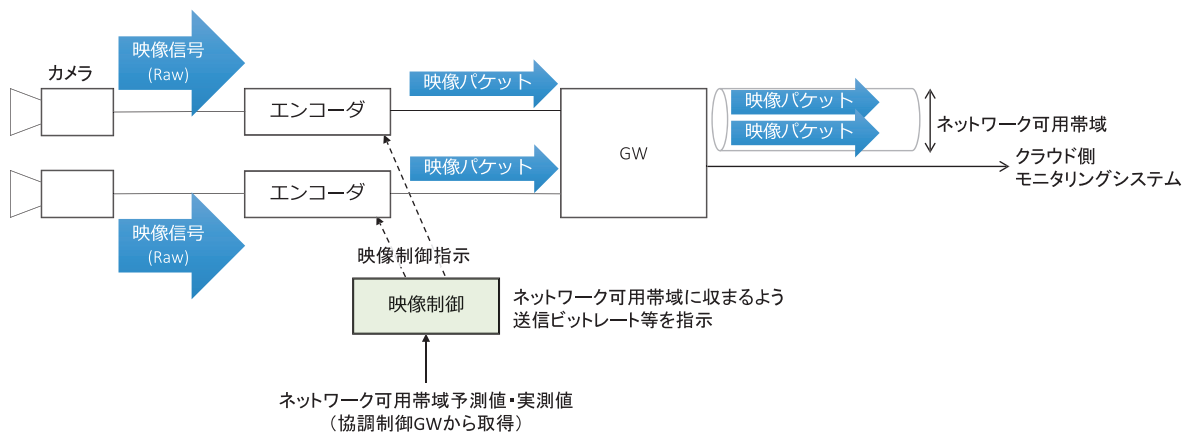 映像信号
(Raw)
カメラ
エンコーダ
映像パケット
映像パケット
映像パケット
ネットワーク可用帯域
GW
クラウド側
モニタリングシステム
映像パケット
エンコーダ
映像信号
(Raw)
映像制御指示
映像制御
ネットワーク可用帯域に収まるよう
送信ビットレート等を指示
ネットワーク可用帯域予測値・実測値
（協調制御GWから取得）